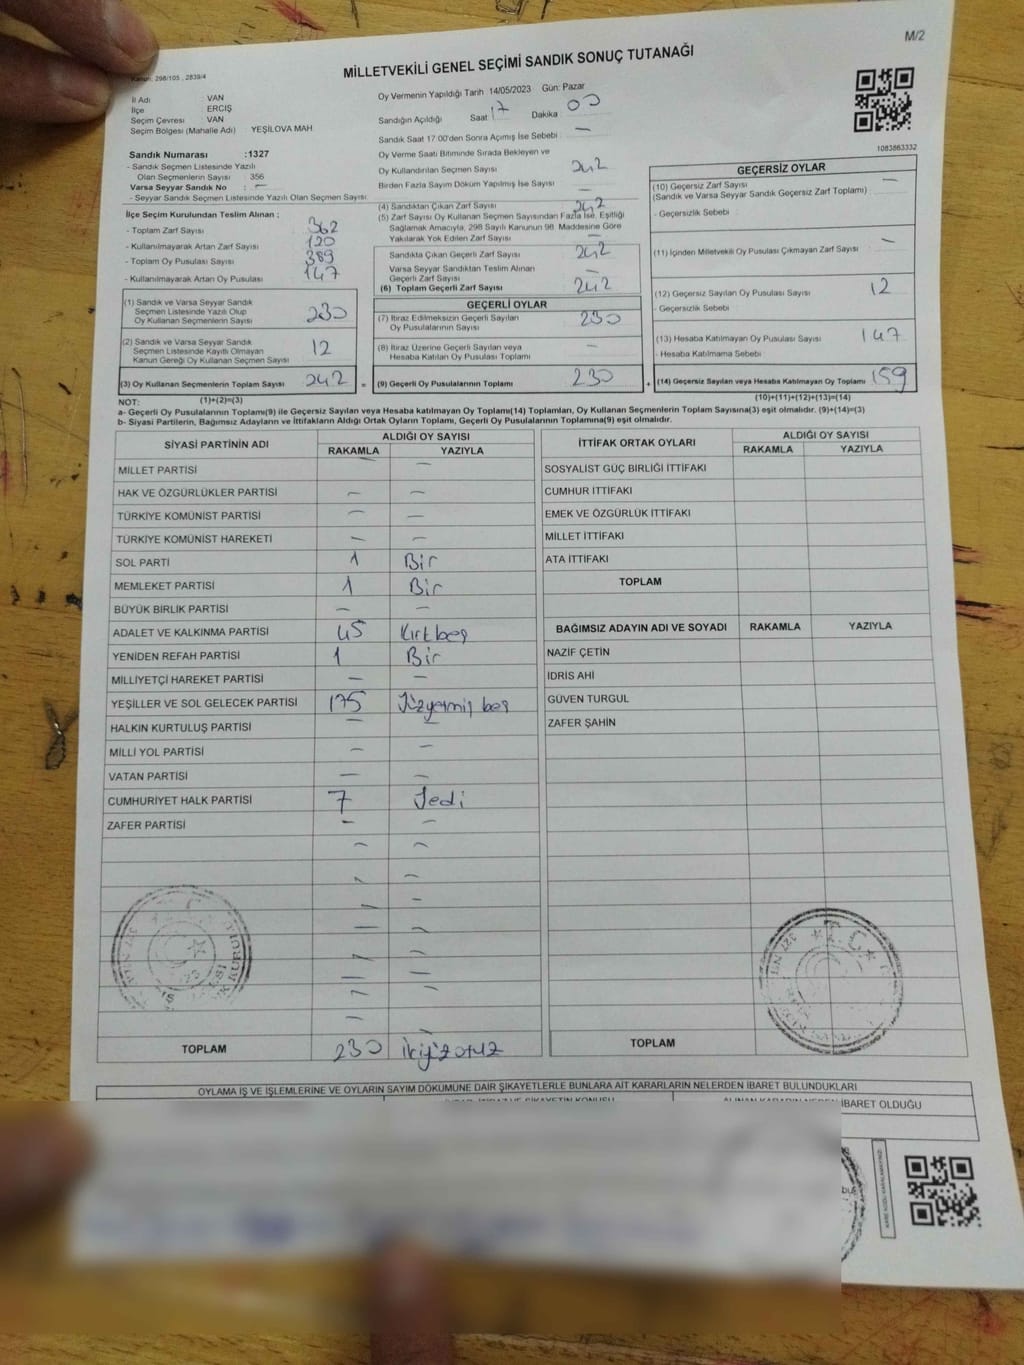 M/2
Kanun: 298/105 , 2839/4
MİLLETVEKİLİ GENEL SEÇİMİ SANDIK SONUÇ TUTANAĞI
İl Adı VAN
İlçe ERCİŞ
Seçim Çevresi VAN
Seçim Bölgesi (Mahalle Adı) YEŞİLOVA MAH
Sandık Numarası :1327
- Sandık Seçmen Listesinde Yazılı
Olan Seçmenlerin Sayısı : 356
Varsa Seyyar Sandık No : -
- Seyyar Sandık Seçmen Listesinde Yazılı Olan Seçmen Sayısı
İlçe Seçim Kurulundan Teslim Alınan :
- Toplam Zarf Sayısı 362
- Kullanılmayarak Artan Zarf Sayısı 120
- Toplam Oy Pusulası Sayısı 389
- Kullanılmayarak Artan Oy Pusulası 147
(1) Sandık ve Varsa Seyyar Sandık
Seçmen Listesinde Yazılı Olup
Oy Kullanan Seçmenlerin Sayısı 230
(2) Sandık ve Varsa Seyyar Sandık
Seçmen Listesinde Kayıtlı Olmayan
Kanun Gereği Oy Kullanan Seçmen Sayısı 12
(3) Oy Kullanan Seçmenlerin Toplam Sayısı 242 =
Oy Vermenin Yapıldığı Tarih 14/05/2023 Gün: Pazar
Sandığın Açıldığı Saat 17 Dakika 00
Sandık Saat 17:00'den Sonra Açılmış İse Sebebi : -
Oy Verme Saati Bitiminde Sırada Bekleyen ve
Oy Kullandırılan Seçmen Sayısı 242
Birden Fazla Sayım Döküm Yapılmış İse Sayısı -
(4) Sandıktan Çıkan Zarf Sayısı 242
(5) Zarf Sayısı Oy Kullanan Seçmen Sayısından Fazla İse, Eşitliği
Sağlamak Amacıyla, 298 Sayılı Kanunun 98. Maddesine Göre
Yakılarak Yok Edilen Zarf Sayısı -
Sandıkta Çıkan Geçerli Zarf Sayısı 242
Varsa Seyyar Sandıktan Teslim Alınan
Geçerli Zarf Sayısı -
(6) Toplam Geçerli Zarf Sayısı 242
GEÇERLİ OYLAR
(7) İtiraz Edilmeksizin Geçerli Sayılan
Oy Pusulalarının Sayısı 230
(8) İtiraz Üzerine Geçerli Sayılan veya
Hesaba Katılan Oy Pusulası Toplamı -
(9) Geçerli Oy Pusulalarının Toplamı 230 +
1083863332
GEÇERSİZ OYLAR
(10) Geçersiz Zarf Sayısı -
(Sandık ve Varsa Seyyar Sandık Geçersiz Zarf Toplamı)
- Geçersizlik Sebebi
(11) İçinden Milletvekili Oy Pusulası Çıkmayan Zarf Sayısı -
(12) Geçersiz Sayılan Oy Pusulası Sayısı 12
- Geçersizlik Sebebi
(13) Hesaba Katılmayan Oy Pusulası Sayısı 147
- Hesaba Katılmama Sebebi
(14) Geçersiz Sayılan veya Hesaba Katılmayan Oy Toplamı 159
NOT: (1)+(2)=(3) (10)+(11)+(12)+(13)=(14)
a- Geçerli Oy Pusulalarının Toplamı(9) ile Geçersiz Sayılan veya Hesaba katılmayan Oy Toplamı(14) Toplamları, Oy Kullanan Seçmenlerin Toplam Sayısına(3) eşit olmalıdır. (9)+(14)=(3)
b- Siyasi Partilerin, Bağımsız Adayların ve İttifakların Aldığı Ortak Oyların Toplamı, Geçerli Oy Pusulalarının Toplamına(9) eşit olmalıdır.
SİYASİ PARTİNİN ADI ALDIĞI OY SAYISI
RAKAMLA YAZIYLA
MİLLET PARTİSİ - -
HAK VE ÖZGÜRLÜKLER PARTİSİ - -
TÜRKİYE KOMÜNİST PARTİSİ - -
TÜRKİYE KOMÜNİST HAREKETİ - -
SOL PARTİ 1 Bir
MEMLEKET PARTİSİ 1 Bir
BÜYÜK BİRLİK PARTİSİ - -
ADALET VE KALKINMA PARTİSİ 45 Kırkbeş
YENİDEN REFAH PARTİSİ 1 Bir
MİLLİYETÇİ HAREKET PARTİSİ - -
YEŞİLLER VE SOL GELECEK PARTİSİ 175 Yüzyetmiş beş
HALKIN KURTULUŞ PARTİSİ - -
MİLLİ YOL PARTİSİ - -
VATAN PARTİSİ - -
CUMHURİYET HALK PARTİSİ 7 Yedi
ZAFER PARTİSİ - -
TOPLAM 230 ikiyüzotuz
İTTİFAK ORTAK OYLARI ALDIĞI OY SAYISI
RAKAMLA YAZIYLA
SOSYALİST GÜÇ BİRLİĞİ İTTİFAKI
CUMHUR İTTİFAKI
EMEK VE ÖZGÜRLÜK İTTİFAKI
MİLLET İTTİFAKI
ATA İTTİFAKI
TOPLAM
BAĞIMSIZ ADAYIN ADI VE SOYADI RAKAMLA YAZIYLA
NAZİF ÇETİN
İDRİS AHİ
GÜVEN TURGUL
ZAFER ŞAHİN
TOPLAM
OYLAMA İŞ VE İŞLEMLERİNE VE OYLARIN SAYIM DÖKÜMÜNE DAİR ŞİKAYETLERLE BUNLARA AİT KARARLARIN NELERDEN İBARET BULUNDUKLARI
İBARET OLDUĞU